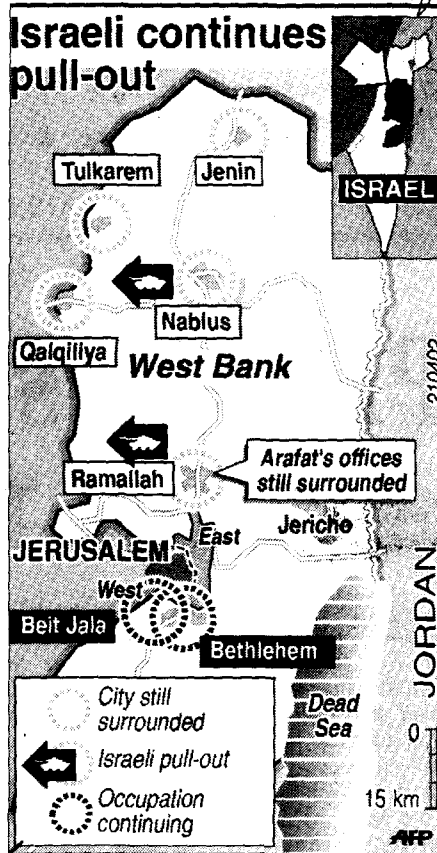 Israeli continues
pull-out
ISRAEL
Tulkarem
Jenin
Qalqiliya
Nablus
West Bank
210402
Ramallah
Arafat's offices
still surrounded
Jericho
JERUSALEM
East
West
Beit Jala
Bethlehem
JORDAN
Dead
Sea
City still
surrounded
Israeli pull-out
Occupation
continuing
0
15 km
AFP